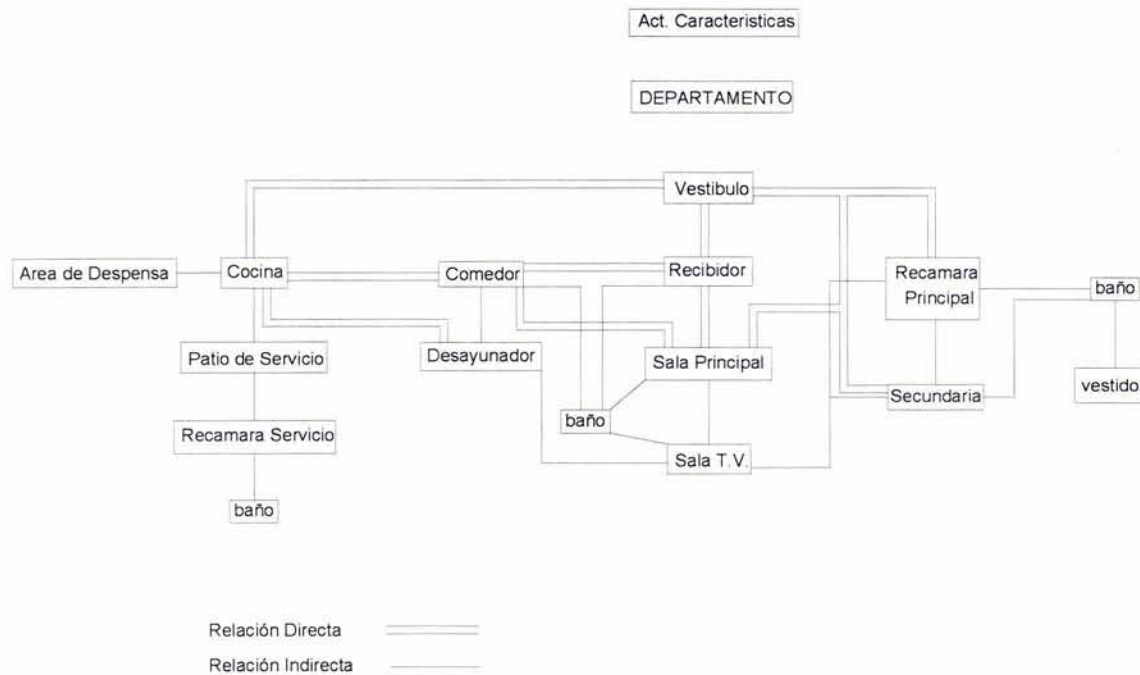 Act. Caracteristicas
DEPARTAMENTO
Vestibulo
Area de Despensa
Cocina
Comedor
Recibidor
Recamara
Principal
baño
Patio de Servicio
Desayunador
Sala Principal
Secundaria
vestido
Recamara Servicio
baño
Sala T.V.
baño
Relación Directa
Relación Indirecta